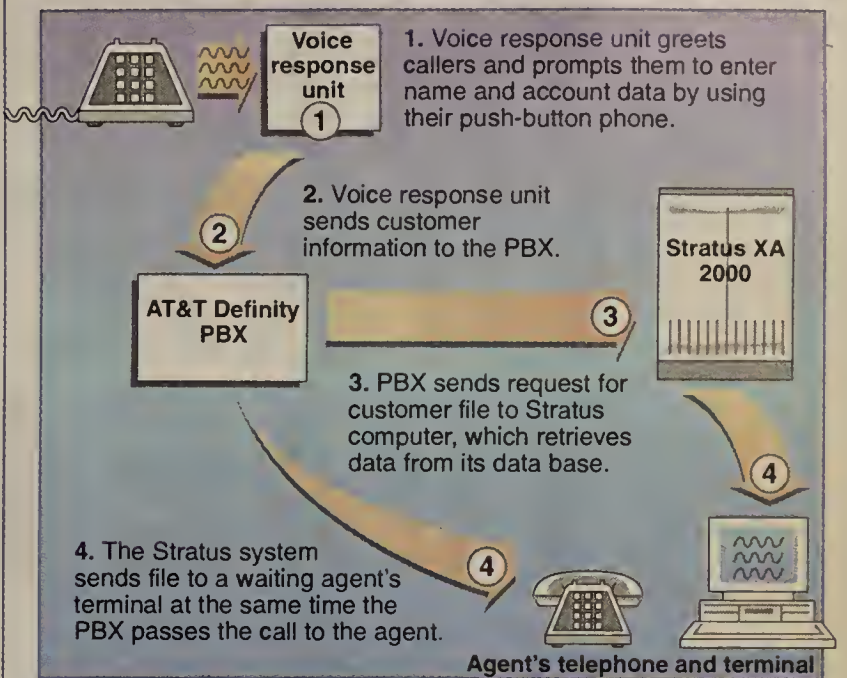 Voice
response
unit
1
1. Voice response unit greets
callers and prompts them to enter
name and account data by using
their push-button phone.
2. Voice response unit
sends customer
information to the PBX.
2
AT&T Definity
PBX
3
Stratus XA
2000
3. PBX sends request for
customer file to Stratus
computer, which retrieves
data from its data base.
4
4. The Stratus system
sends file to a waiting agent's
terminal at the same time the
PBX passes the call to the agent.
4
Agent's telephone and terminal